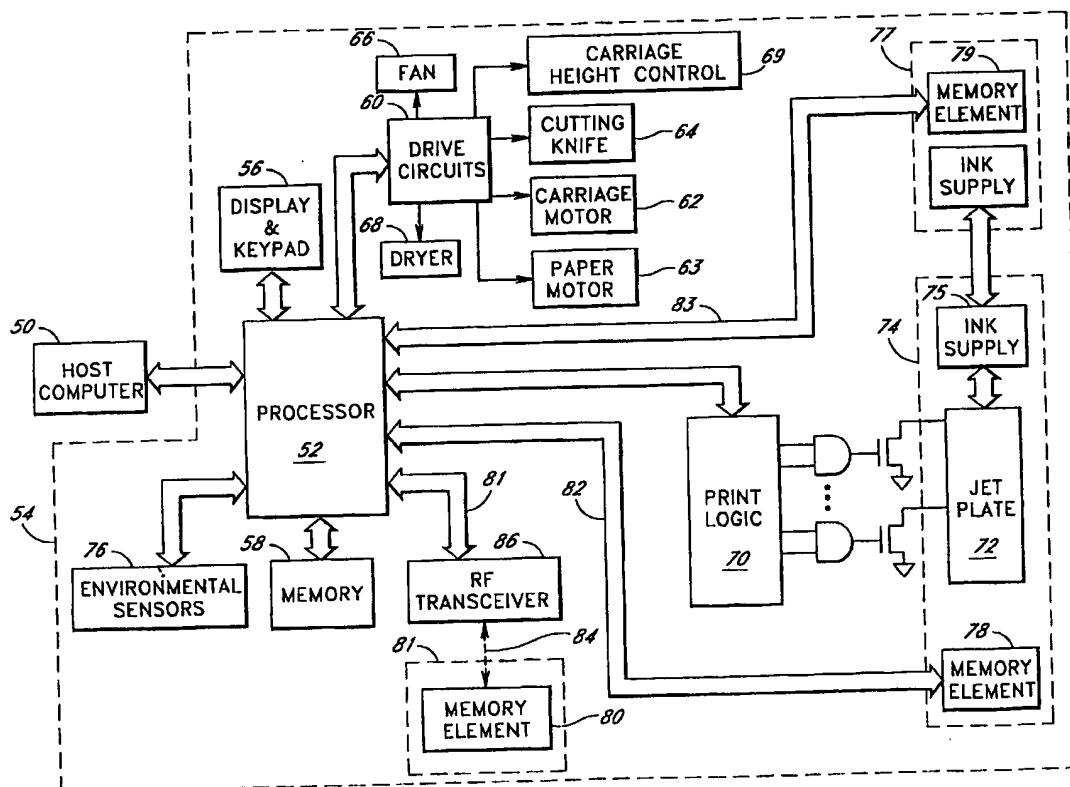 66
FAN
60
CARRIAGE
HEIGHT CONTROL
69
77
79
MEMORY
ELEMENT
DRIVE
CIRCUITS
CUTTING
KNIFE
64
INK
SUPPLY
56
DISPLAY
&
KEYPAD
CARRIAGE
MOTOR
62
68
DRYER
PAPER
MOTOR
63
83
75
74
INK
SUPPLY
50
HOST
COMPUTER
PROCESSOR
52
PRINT
LOGIC
70
JET
PLATE
72
81
82
54
76
ENVIRONMENTAL
SENSORS
58
MEMORY
86
RF
TRANSCEIVER
84
81
MEMORY
ELEMENT
80
78
MEMORY
ELEMENT